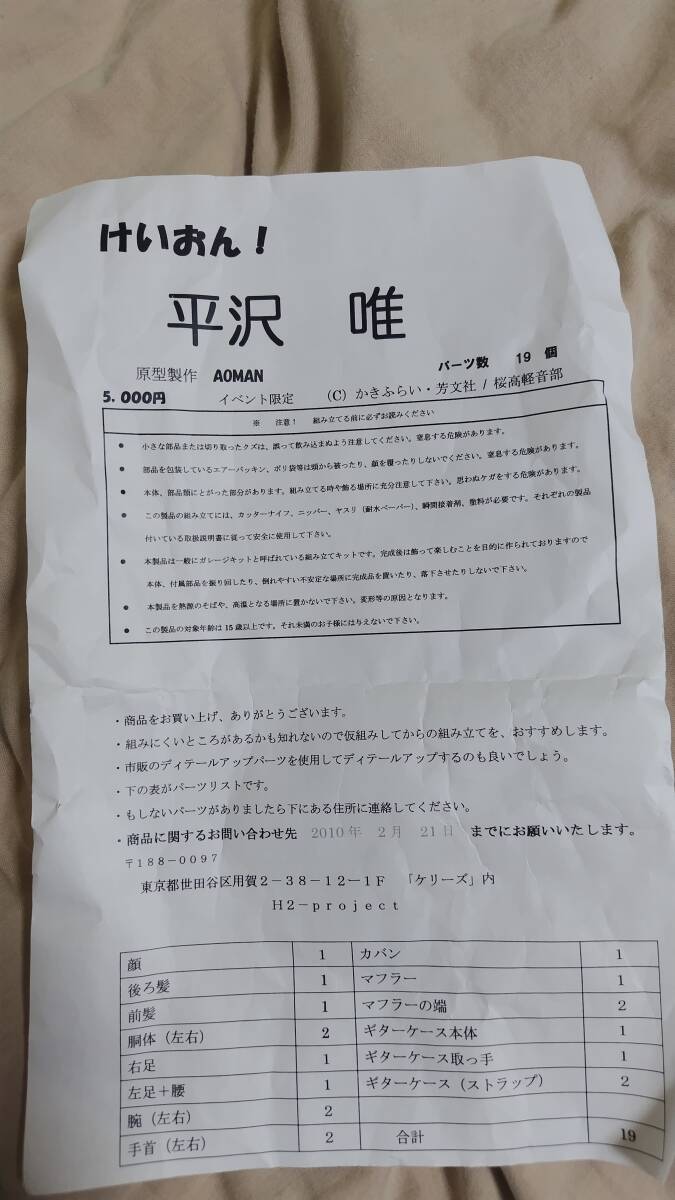 けいおん！
平沢　唯
パーツ数　19 個
原型製作　AOMAN
5.000円　イベント限定　(C) かきふらい・芳文社 / 桜高軽音部
※　注意！　組み立てる前に必ずお読みください
● 小さな部品または切り取ったクズは、誤って飲み込まぬよう注意してください。窒息する危険があります。
● 部品を包装しているエアーパッキン、ポリ袋等は頭から被ったり、顔を覆ったりしないでください。窒息する危険があります。
● 本体、部品類にとがった部分があります。組み立てる時や飾る場所に充分注意して下さい。思わぬケガをする危険があります。
● この製品の組み立てには、カッターナイフ、ニッパー、ヤスリ（耐水ペーパー）、瞬間接着剤、塗料が必要です。それぞれの製品
付いている取扱説明書に従って安全に使用して下さい。
● 本製品は一般にガレージキットと呼ばれている組み立てキットです。完成後は飾って楽しむことを目的に作られておりますので
本体、付属部品を振り回したり、倒れやすい不安定な場所に完成品を置いたり、落下させたりしないで下さい。
● 本製品を熱源のそばや、高温となる場所に置かないで下さい。変形等の原因となります。
● この製品の対象年齢は 15 歳以上です。それ未満のお子様には与えないで下さい。
・商品をお買い上げ、ありがとうございます。
・組みにくいところがあるかも知れないので仮組みしてからの組み立てを、おすすめします。
・市販のディテールアップパーツを使用してディテールアップするのも良いでしょう。
・下の表がパーツリストです。
・もしないパーツがありましたら下にある住所に連絡してください。
・商品に関するお問い合わせ先　2010 年　2 月　21 日　までにお願いいたします。
〒188－0097
東京都世田谷区用賀2－38－12－1F　「ケリーズ」内
H2－project
顔　1　カバン　1
後ろ髪　1　マフラー　1
前髪　1　マフラーの端　2
胴体（左右）　2　ギターケース本体　1
右足　1　ギターケース取っ手　1
左足＋腰　1　ギターケース（ストラップ）　2
腕（左右）　2
手首（左右）　2　合計　19